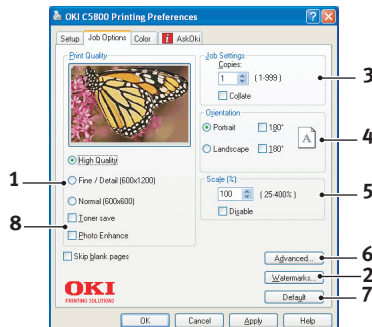 OKI C5800 Printing Preferences
Setup Job Options Color AskOki
Print Quality
High Quality
Fine / Detail (600x1200)
Normal (600x600)
Toner save
Photo Enhance
Skip blank pages
OKI
PRINTING SOLUTIONS
Job Settings
Copies:
1 (1-999)
Collate
Orientation
Portrait 180°
Landscape 180°
A
Scale (%)
100 (25-400%)
Disable
Advanced...
Watermarks...
Default
OK Cancel Apply Help
1
8
3
4
5
6
2
7